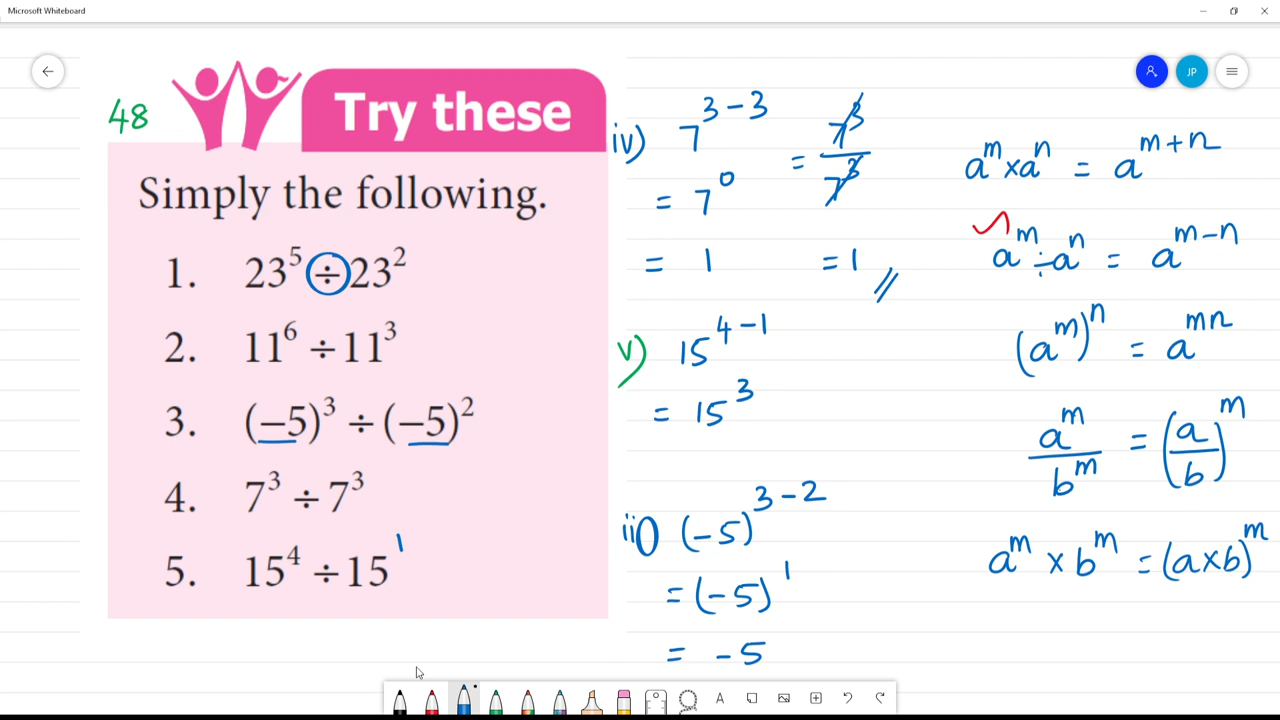 Microsoft Whiteboard
JP
48
Try these
Simply the following.
1. 23⁵ ÷ 23²
2. 11⁶ ÷ 11³
3. (−5)³ ÷ (−5)²
4. 7³ ÷ 7³
5. 15⁴ ÷ 15¹
iv) 7³⁻³ = 7³/7³
= 7⁰
= 1 = 1 //
v) 15⁴⁻¹
= 15³
iii) (−5)³⁻²
= (−5)¹
= −5
aᵐ × aⁿ = aᵐ⁺ⁿ
aᵐ ÷ aⁿ = aᵐ⁻ⁿ
(aᵐ)ⁿ = aᵐⁿ
aᵐ/bᵐ = (a/b)ᵐ
aᵐ × bᵐ = (a×b)ᵐ
A